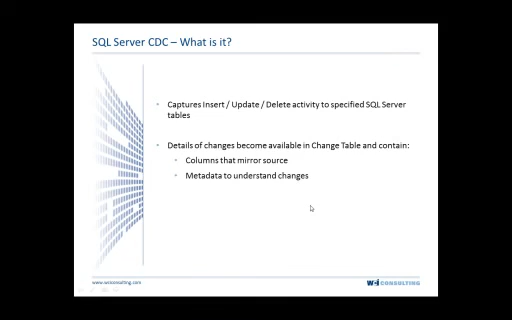 SQL Server CDC – What is it?
• Captures Insert / Update / Delete activity to specified SQL Server
tables
• Details of changes become available in Change Table and contain:
• Columns that mirror source
• Metadata to understand changes
www.wciconsulting.com
CONSULTING